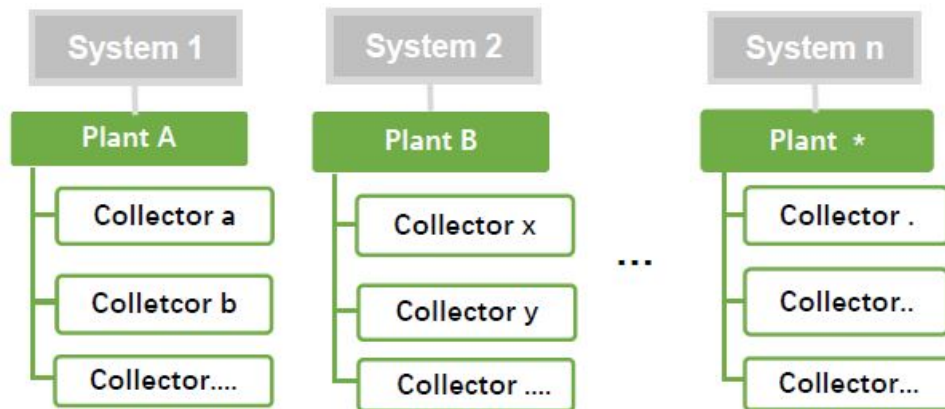 System 1
Plant A
Collector a
Colletcor b
Collector....
System 2
Plant B
Collector x
Collector y
Collector ....
...
System n
Plant *
Collector .
Collector..
Collector...